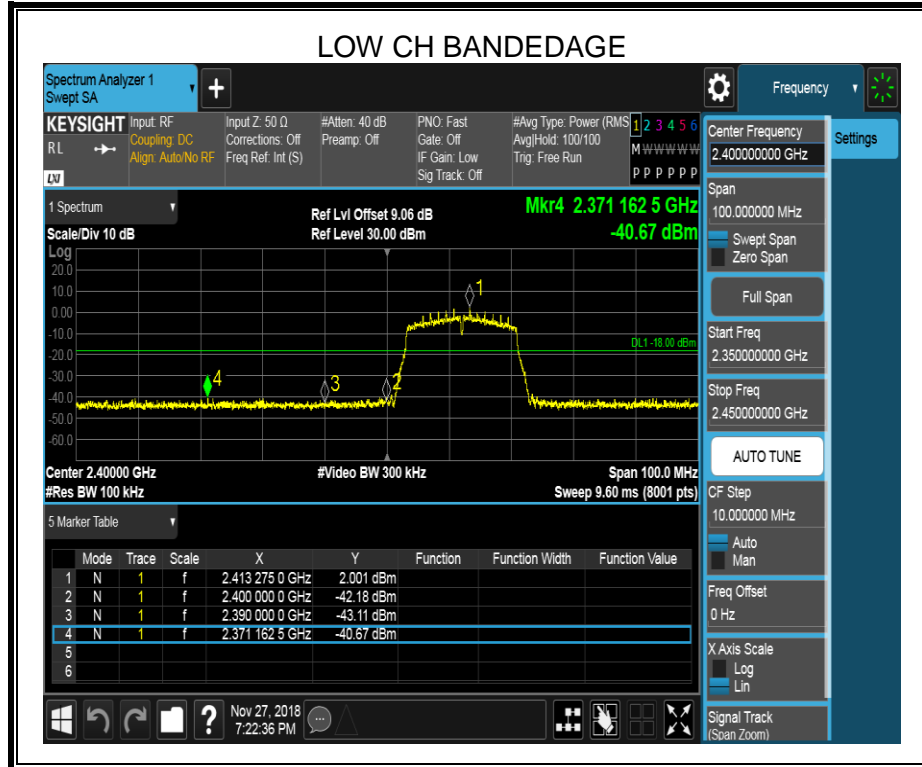 LOW CH BANDEDAGE
Spectrum Analyzer 1
Swept SA
+
Frequency
KEYSIGHT
RL
LXI
Input: RF
Coupling: DC
Align: Auto/No RF
Input Z: 50 Ω
Corrections: Off
Freq Ref: Int (S)
#Atten: 40 dB
Preamp: Off
PNO: Fast
Gate: Off
IF Gain: Low
Sig Track: Off
#Avg Type: Power (RMS
Avg|Hold: 100/100
Trig: Free Run
1 2 3 4 5 6
M W W W W W
P P P P P P
1 Spectrum
Scale/Div 10 dB
Ref Lvl Offset 9.06 dB
Ref Level 30.00 dBm
Mkr4 2.371 162 5 GHz
-40.67 dBm
Log
20.0
10.0
0.00
-10.0
-20.0
-30.0
-40.0
-50.0
-60.0
1
DL1 -18.00 dBm
4
3
2
Center 2.40000 GHz
#Res BW 100 kHz
#Video BW 300 kHz
Span 100.0 MHz
Sweep 9.60 ms (8001 pts)
5 Marker Table
Mode Trace Scale X Y Function Function Width Function Value
1 N 1 f 2.413 275 0 GHz 2.001 dBm
2 N 1 f 2.400 000 0 GHz -42.18 dBm
3 N 1 f 2.390 000 0 GHz -43.11 dBm
4 N 1 f 2.371 162 5 GHz -40.67 dBm
5
6
?
Nov 27, 2018
7:22:36 PM
Center Frequency
2.400000000 GHz
Settings
Span
100.000000 MHz
Swept Span
Zero Span
Full Span
Start Freq
2.350000000 GHz
Stop Freq
2.450000000 GHz
AUTO TUNE
CF Step
10.000000 MHz
Auto
Man
Freq Offset
0 Hz
X Axis Scale
Log
Lin
Signal Track
(Span Zoom)